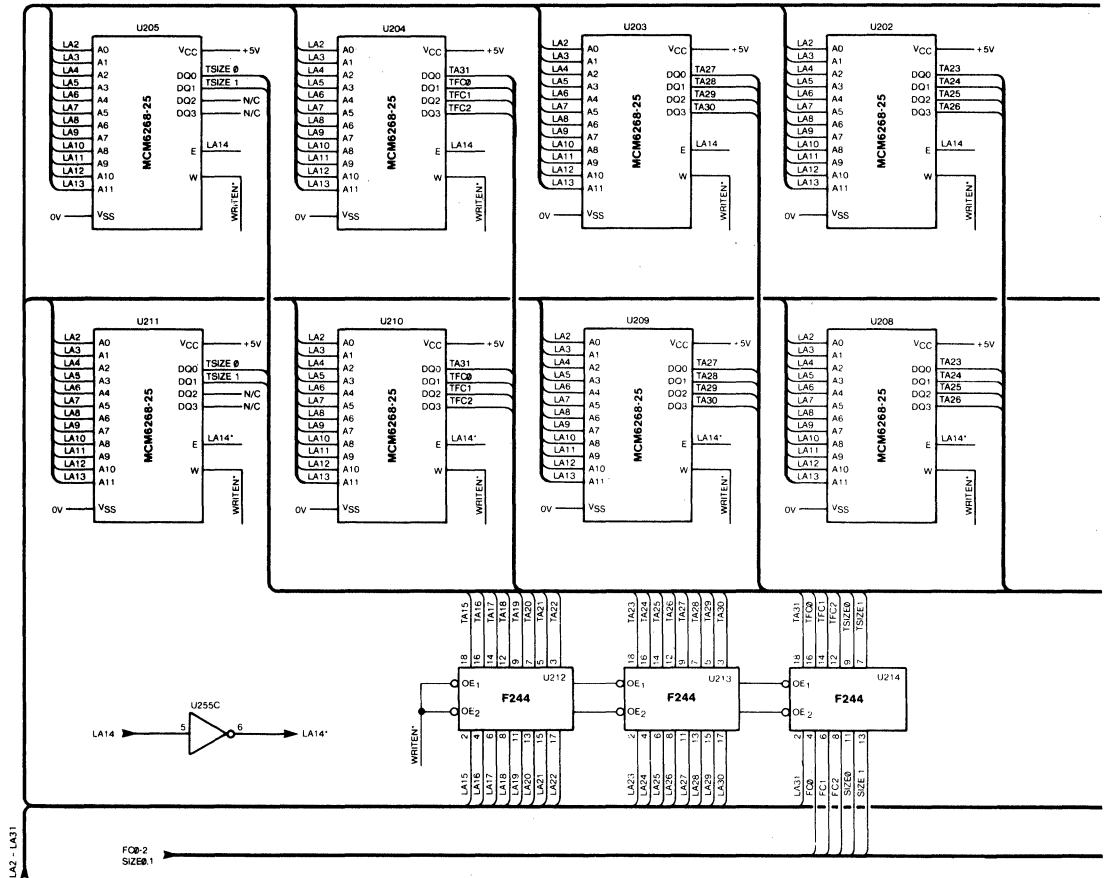 U205
LA2 A0 VCC +5V
LA3 A1
LA4 A2 DQ0 TSIZE 0
LA5 A3 DQ1 TSIZE 1
LA6 A4 DQ2 N/C
LA7 A5 DQ3 N/C
LA8 A6
LA9 A7
LA10 A8 E LA14
LA11 A9
LA12 A10 W
LA13 A11
0V VSS
MCM6268-25
WRITEN*
U204
LA2 A0 VCC +5V
LA3 A1
LA4 A2 DQ0 TA31
LA5 A3 DQ1 TFC0
LA6 A4 DQ2 TFC1
LA7 A5 DQ3 TFC2
LA8 A6
LA9 A7
LA10 A8 E LA14
LA11 A9
LA12 A10 W
LA13 A11
0V VSS
MCM6268-25
WRITEN*
U203
LA2 A0 VCC +5V
LA3 A1
LA4 A2 DQ0 TA27
LA5 A3 DQ1 TA28
LA6 A4 DQ2 TA29
LA7 A5 DQ3 TA30
LA8 A6
LA9 A7
LA10 A8 E LA14
LA11 A9
LA12 A10 W
LA13 A11
0V VSS
MCM6268-25
WRITEN*
U202
LA2 A0 VCC +5V
LA3 A1
LA4 A2 DQ0 TA23
LA5 A3 DQ1 TA24
LA6 A4 DQ2 TA25
LA7 A5 DQ3 TA26
LA8 A6
LA9 A7
LA10 A8 E LA14
LA11 A9
LA12 A10 W
LA13 A11
0V VSS
MCM6268-25
WRITEN*
U211
LA2 A0 VCC +5V
LA3 A1
LA4 A2 DQ0 TSIZE 0
LA5 A3 DQ1 TSIZE 1
LA6 A4 DQ2 N/C
LA7 A5 DQ3 N/C
LA8 A6
LA9 A7
LA10 A8 E LA14*
LA11 A9
LA12 A10 W
LA13 A11
0V VSS
MCM6268-25
WRITEN*
U210
LA2 A0 VCC +5V
LA3 A1
LA4 A2 DQ0 TA31
LA5 A3 DQ1 TFC0
LA6 A4 DQ2 TFC1
LA7 A5 DQ3 TFC2
LA8 A6
LA9 A7
LA10 A8 E LA14*
LA11 A9
LA12 A10 W
LA13 A11
0V VSS
MCM6268-25
WRITEN*
U209
LA2 A0 VCC +5V
LA3 A1
LA4 A2 DQ0 TA27
LA5 A3 DQ1 TA28
LA6 A4 DQ2 TA29
LA7 A5 DQ3 TA30
LA8 A6
LA9 A7
LA10 A8 E LA14*
LA11 A9
LA12 A10 W
LA13 A11
0V VSS
MCM6268-25
WRITEN*
U208
LA2 A0 VCC +5V
LA3 A1
LA4 A2 DQ0 TA23
LA5 A3 DQ1 TA24
LA6 A4 DQ2 TA25
LA7 A5 DQ3 TA26
LA8 A6
LA9 A7
LA10 A8 E LA14*
LA11 A9
LA12 A10 W
LA13 A11
0V VSS
MCM6268-25
WRITEN*
TA15 TA16 TA17 TA18 TA19 TA20 TA21 TA22
18 16 14 12 9 7 5 3
U212
OE1
F244
OE2
2 4 6 8 11 13 15 17
LA15 LA16 LA17 LA18 LA19 LA20 LA21 LA22
WRITEN*
TA23 TA24 TA25 TA26 TA27 TA28 TA29 TA30
18 16 14 12 9 7 5 3
U213
OE1
F244
OE2
2 4 6 8 11 13 15 17
LA23 LA24 LA25 LA26 LA27 LA28 LA29 LA30
TA31 TFC0 TFC1 TFC2 TSIZE0 TSIZE1
18 16 14 12 9 7
U214
OE1
F244
OE2
2 4 6 8 11 13
LA31 FC0 FC1 FC2 SIZE0 SIZE 1
U255C
LA14 5 6 LA14*
LA2 - LA31
FC0-2
SIZE0.1